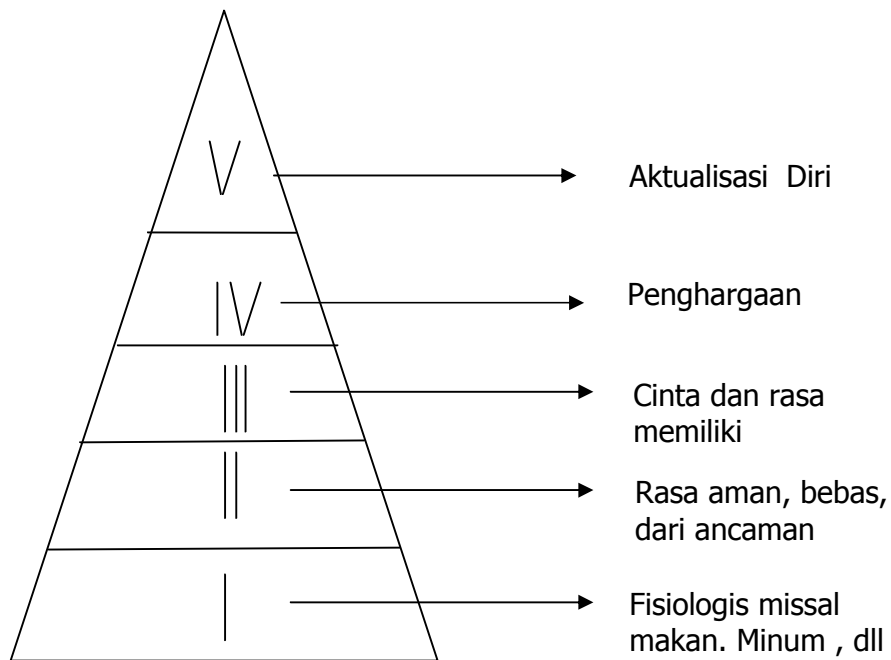 V
Aktualisasi Diri
IV
Penghargaan
III
Cinta dan rasa
memiliki
II
Rasa aman, bebas,
dari ancaman
I
Fisiologis missal
makan. Minum , dll